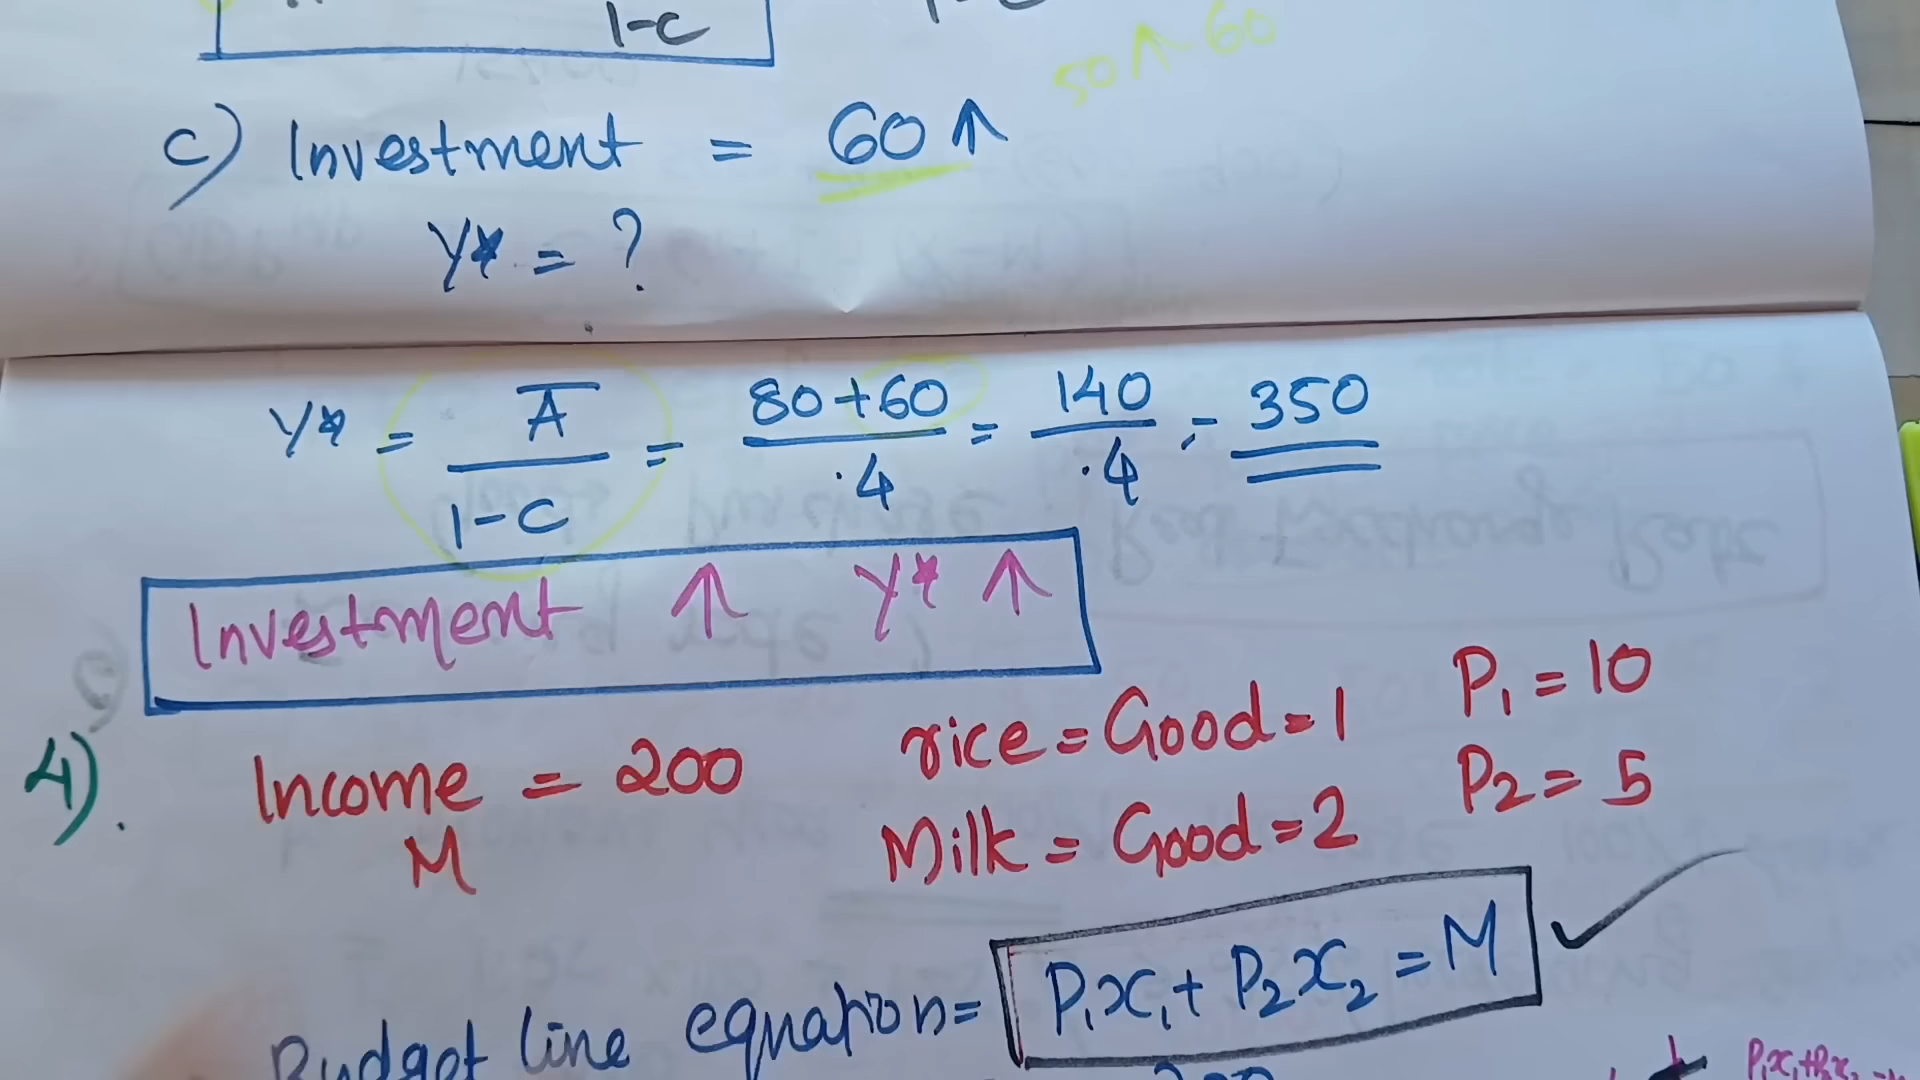 1-c
50↑ 60
c) Investment = 60↑
Y* = ?
Y* = A̅ / 1-c = 80+60 / .4 = 140 / .4 = 350
Investment ↑ Y* ↑
4). Income = 200 rice = Good = 1 P₁ = 10
M Milk = Good = 2 P₂ = 5
Budget line equation = P₁x₁ + P₂x₂ = M